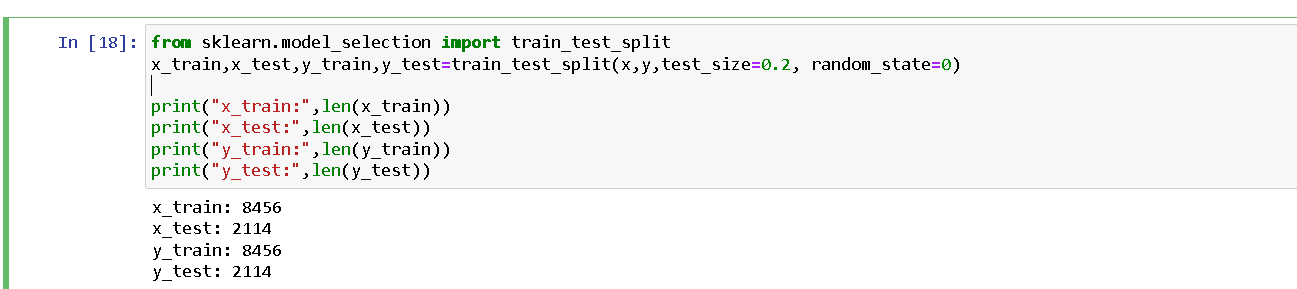 In [18]: from sklearn.model_selection import train_test_split
x_train,x_test,y_train,y_test=train_test_split(x,y,test_size=0.2, random_state=0)
print("x_train:",len(x_train))
print("x_test:",len(x_test))
print("y_train:",len(y_train))
print("y_test:",len(y_test))
x_train: 8456
x_test: 2114
y_train: 8456
y_test: 2114